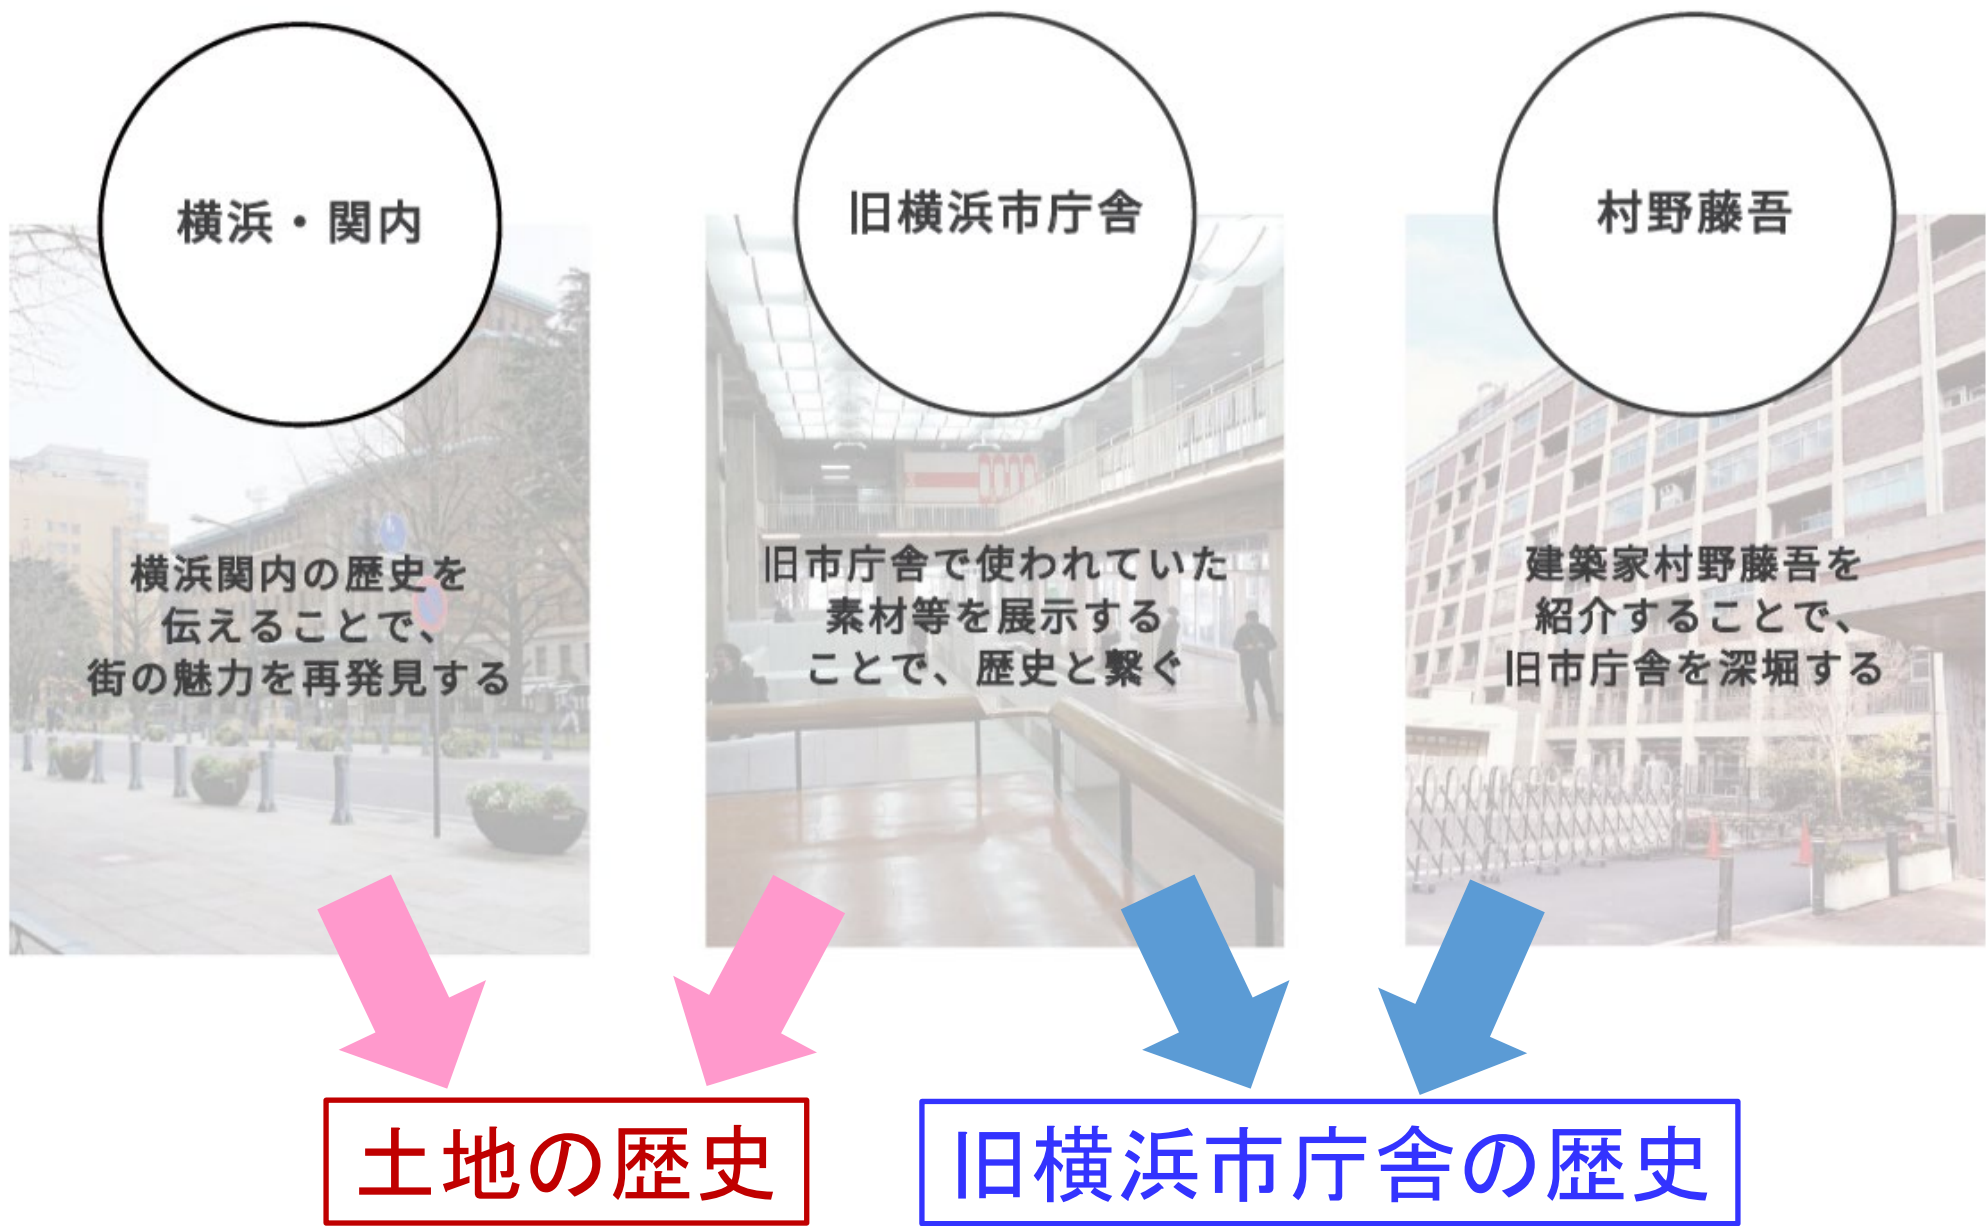 横浜・関内
旧横浜市庁舎
村野藤吾
横浜関内の歴史を
伝えることで、
街の魅力を再発見する
旧市庁舎で使われていた
素材等を展示する
ことで、歴史と繋ぐ
建築家村野藤吾を
紹介することで、
旧市庁舎を深堀する
土地の歴史
旧横浜市庁舎の歴史